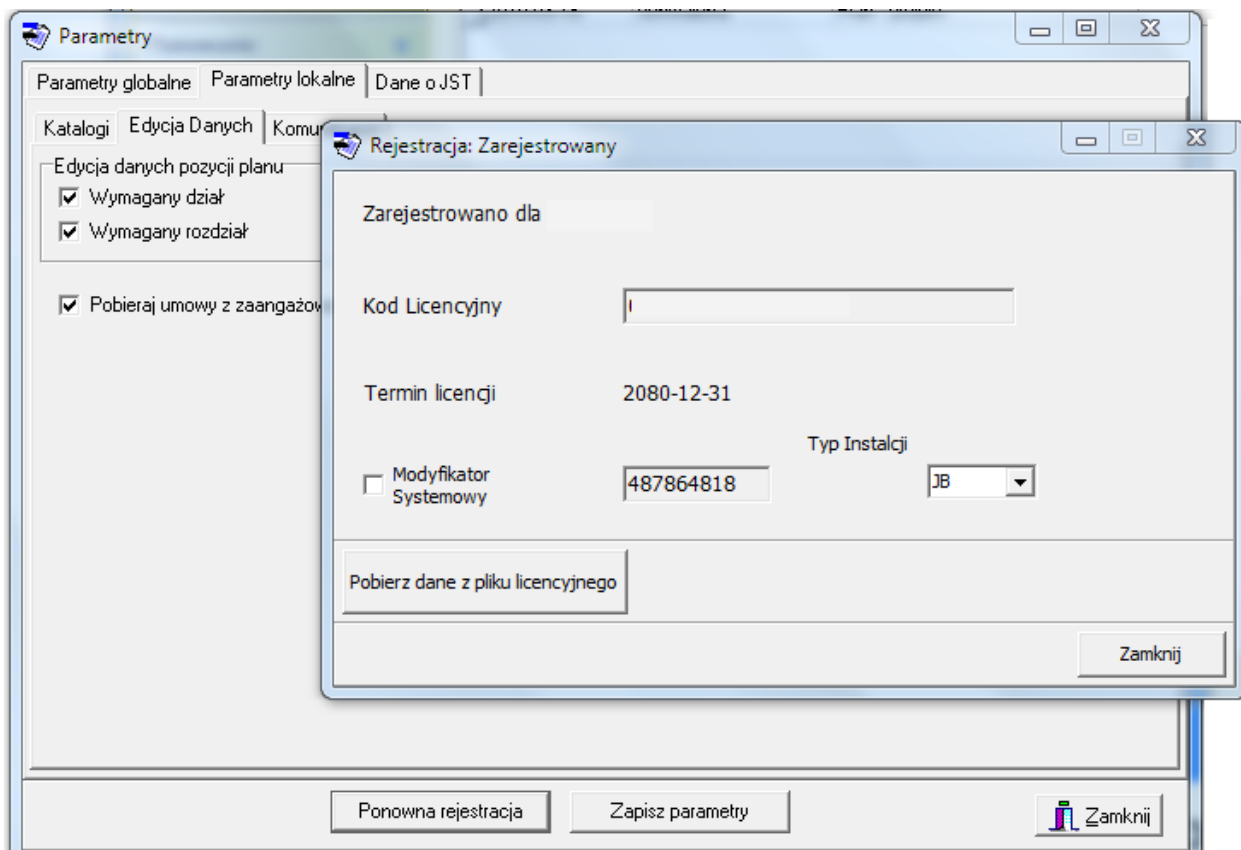 Parametry
Parametry globalne Parametry lokalne Dane o JST
Katalogi Edycja Danych
Edycja danych pozycji planu
Wymagany dział
Wymagany rozdział
Pobieraj umowy z
Rejestracja: Zarejestrowany
Zarejestrowano dla
Kod Licencyjny
Termin licencji 2080-12-31
Typ Instalcji
Modyfikator
Systemowy
487864818
JB
Pobierz dane z pliku licencyjnego
Zamknij
Ponowna rejestracja Zapisz parametry Zamknij